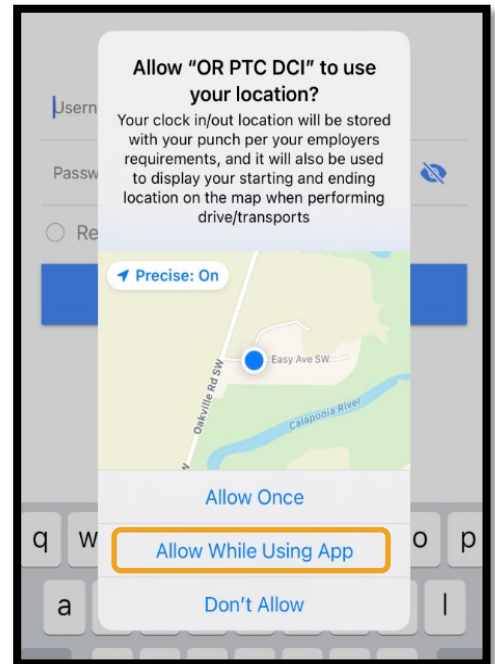 Allow “OR PTC DCI” to use
your location?
Your clock in/out location will be stored
with your punch per your employers
requirements, and it will also be used
to display your starting and ending
location on the map when performing
drive/transports
Usern
Passw
Re
Precise: On
Easy Ave SW
Oakville Rd SW
Calapooia River
Allow Once
Allow While Using App
Don’t Allow
q w o p
a l